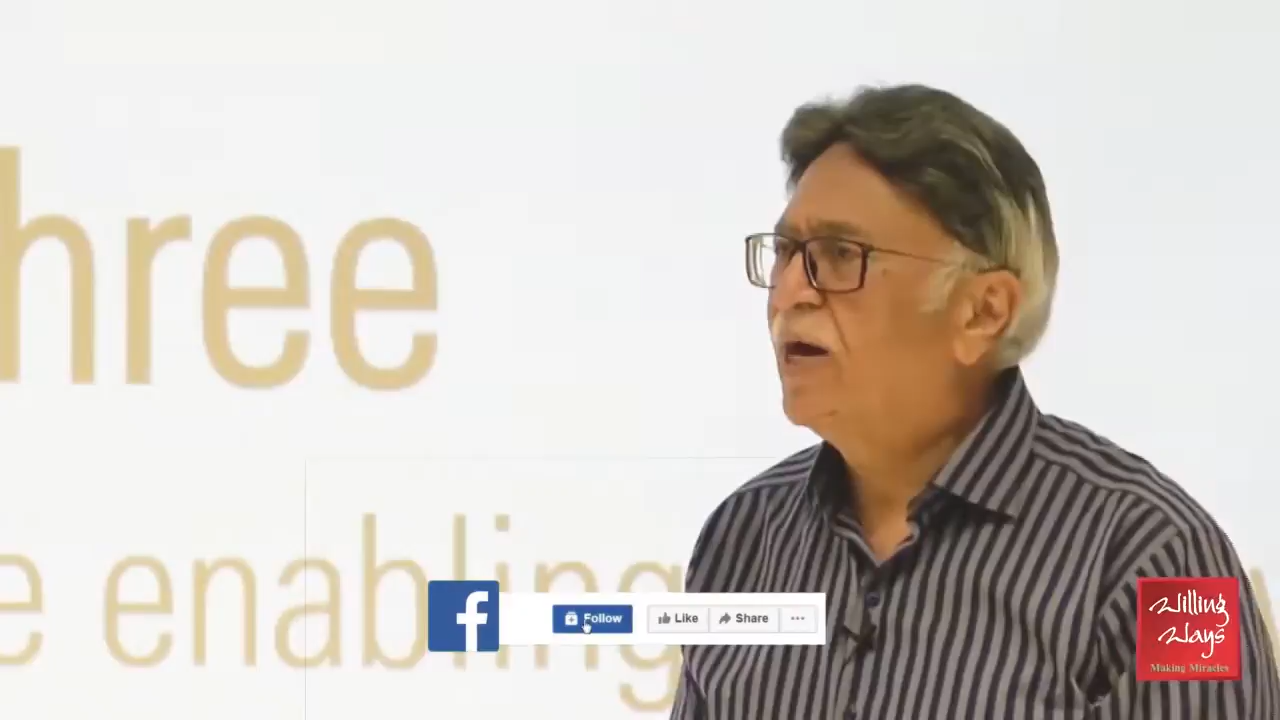 hree
e enabling
Follow Like Share
Willing
Ways
Making Miracles